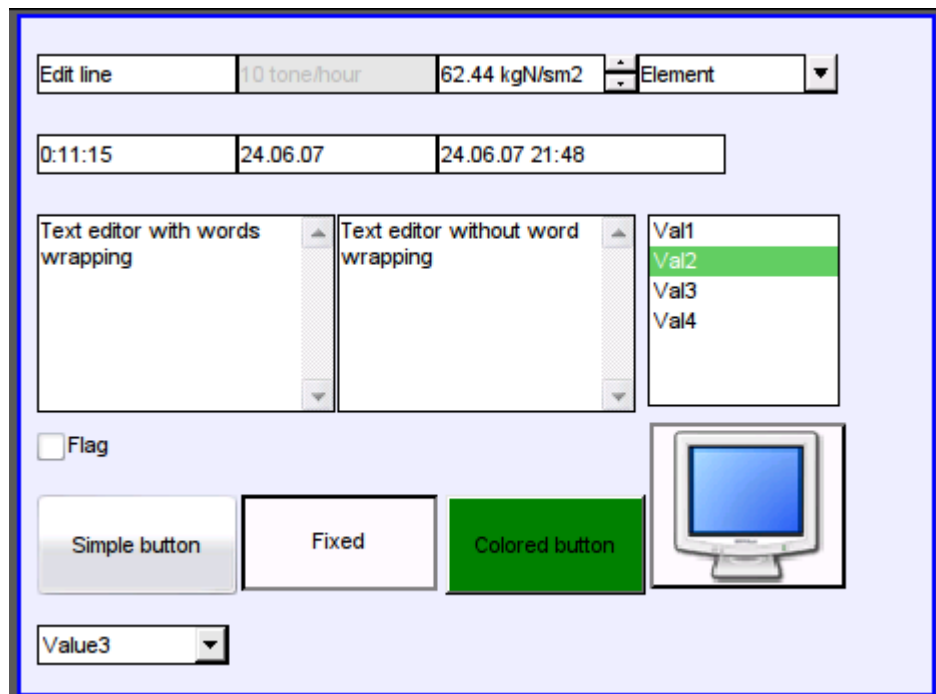 Edit line
10 tone/hour
62.44 kgN/sm2
Element
0:11:15
24.06.07
24.06.07 21:48
Text editor with words
wrapping
Text editor without word
wrapping
Val1
Val2
Val3
Val4
Flag
Simple button
Fixed
Colored button
Value3